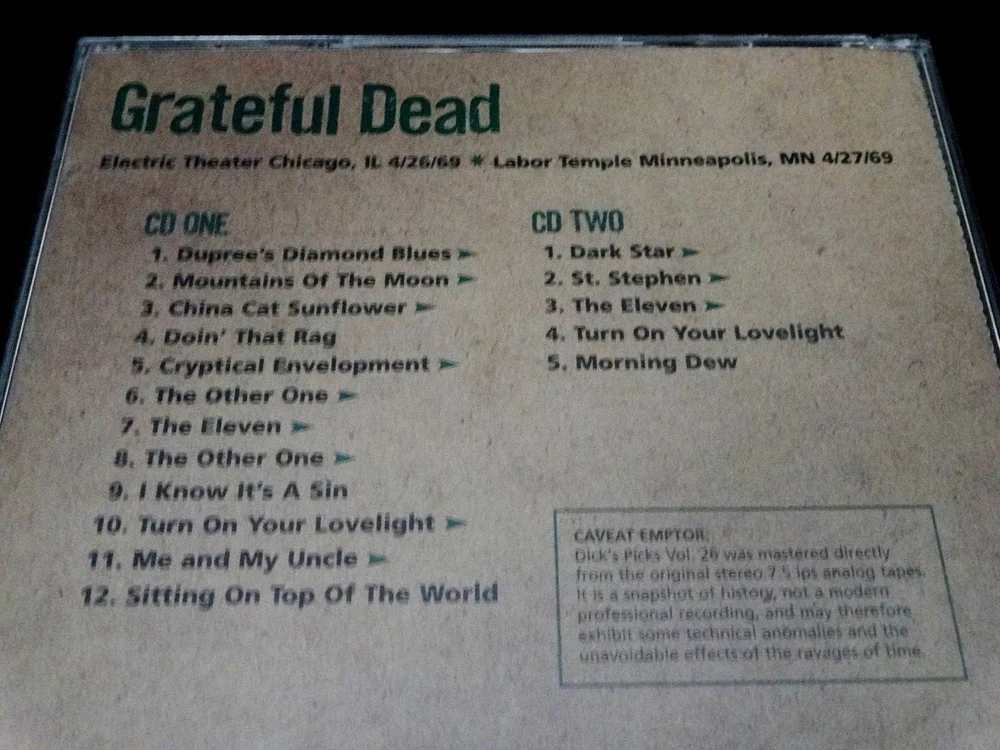 Grateful Dead
Electric Theater Chicago, IL 4/26/69 * Labor Temple Minneapolis, MN 4/27/69
CD ONE
1. Dupree's Diamond Blues ➤
2. Mountains Of The Moon ➤
3. China Cat Sunflower ➤
4. Doin' That Rag
5. Cryptical Envelopment ➤
6. The Other One ➤
7. The Eleven ➤
8. The Other One ➤
9. I Know It's A Sin
10. Turn On Your Lovelight ➤
11. Me and My Uncle ➤
12. Sitting On Top Of The World
CD TWO
1. Dark Star ➤
2. St. Stephen ➤
3. The Eleven ➤
4. Turn On Your Lovelight
5. Morning Dew
CAVEAT EMPTOR:
Dick's Picks Vol. 26 was mastered directly
from the original stereo 7.5 ips analog tapes.
It is a snapshot of history, not a modern
professional recording, and may therefore
exhibit some technical anomalies and the
unavoidable effects of the ravages of time.